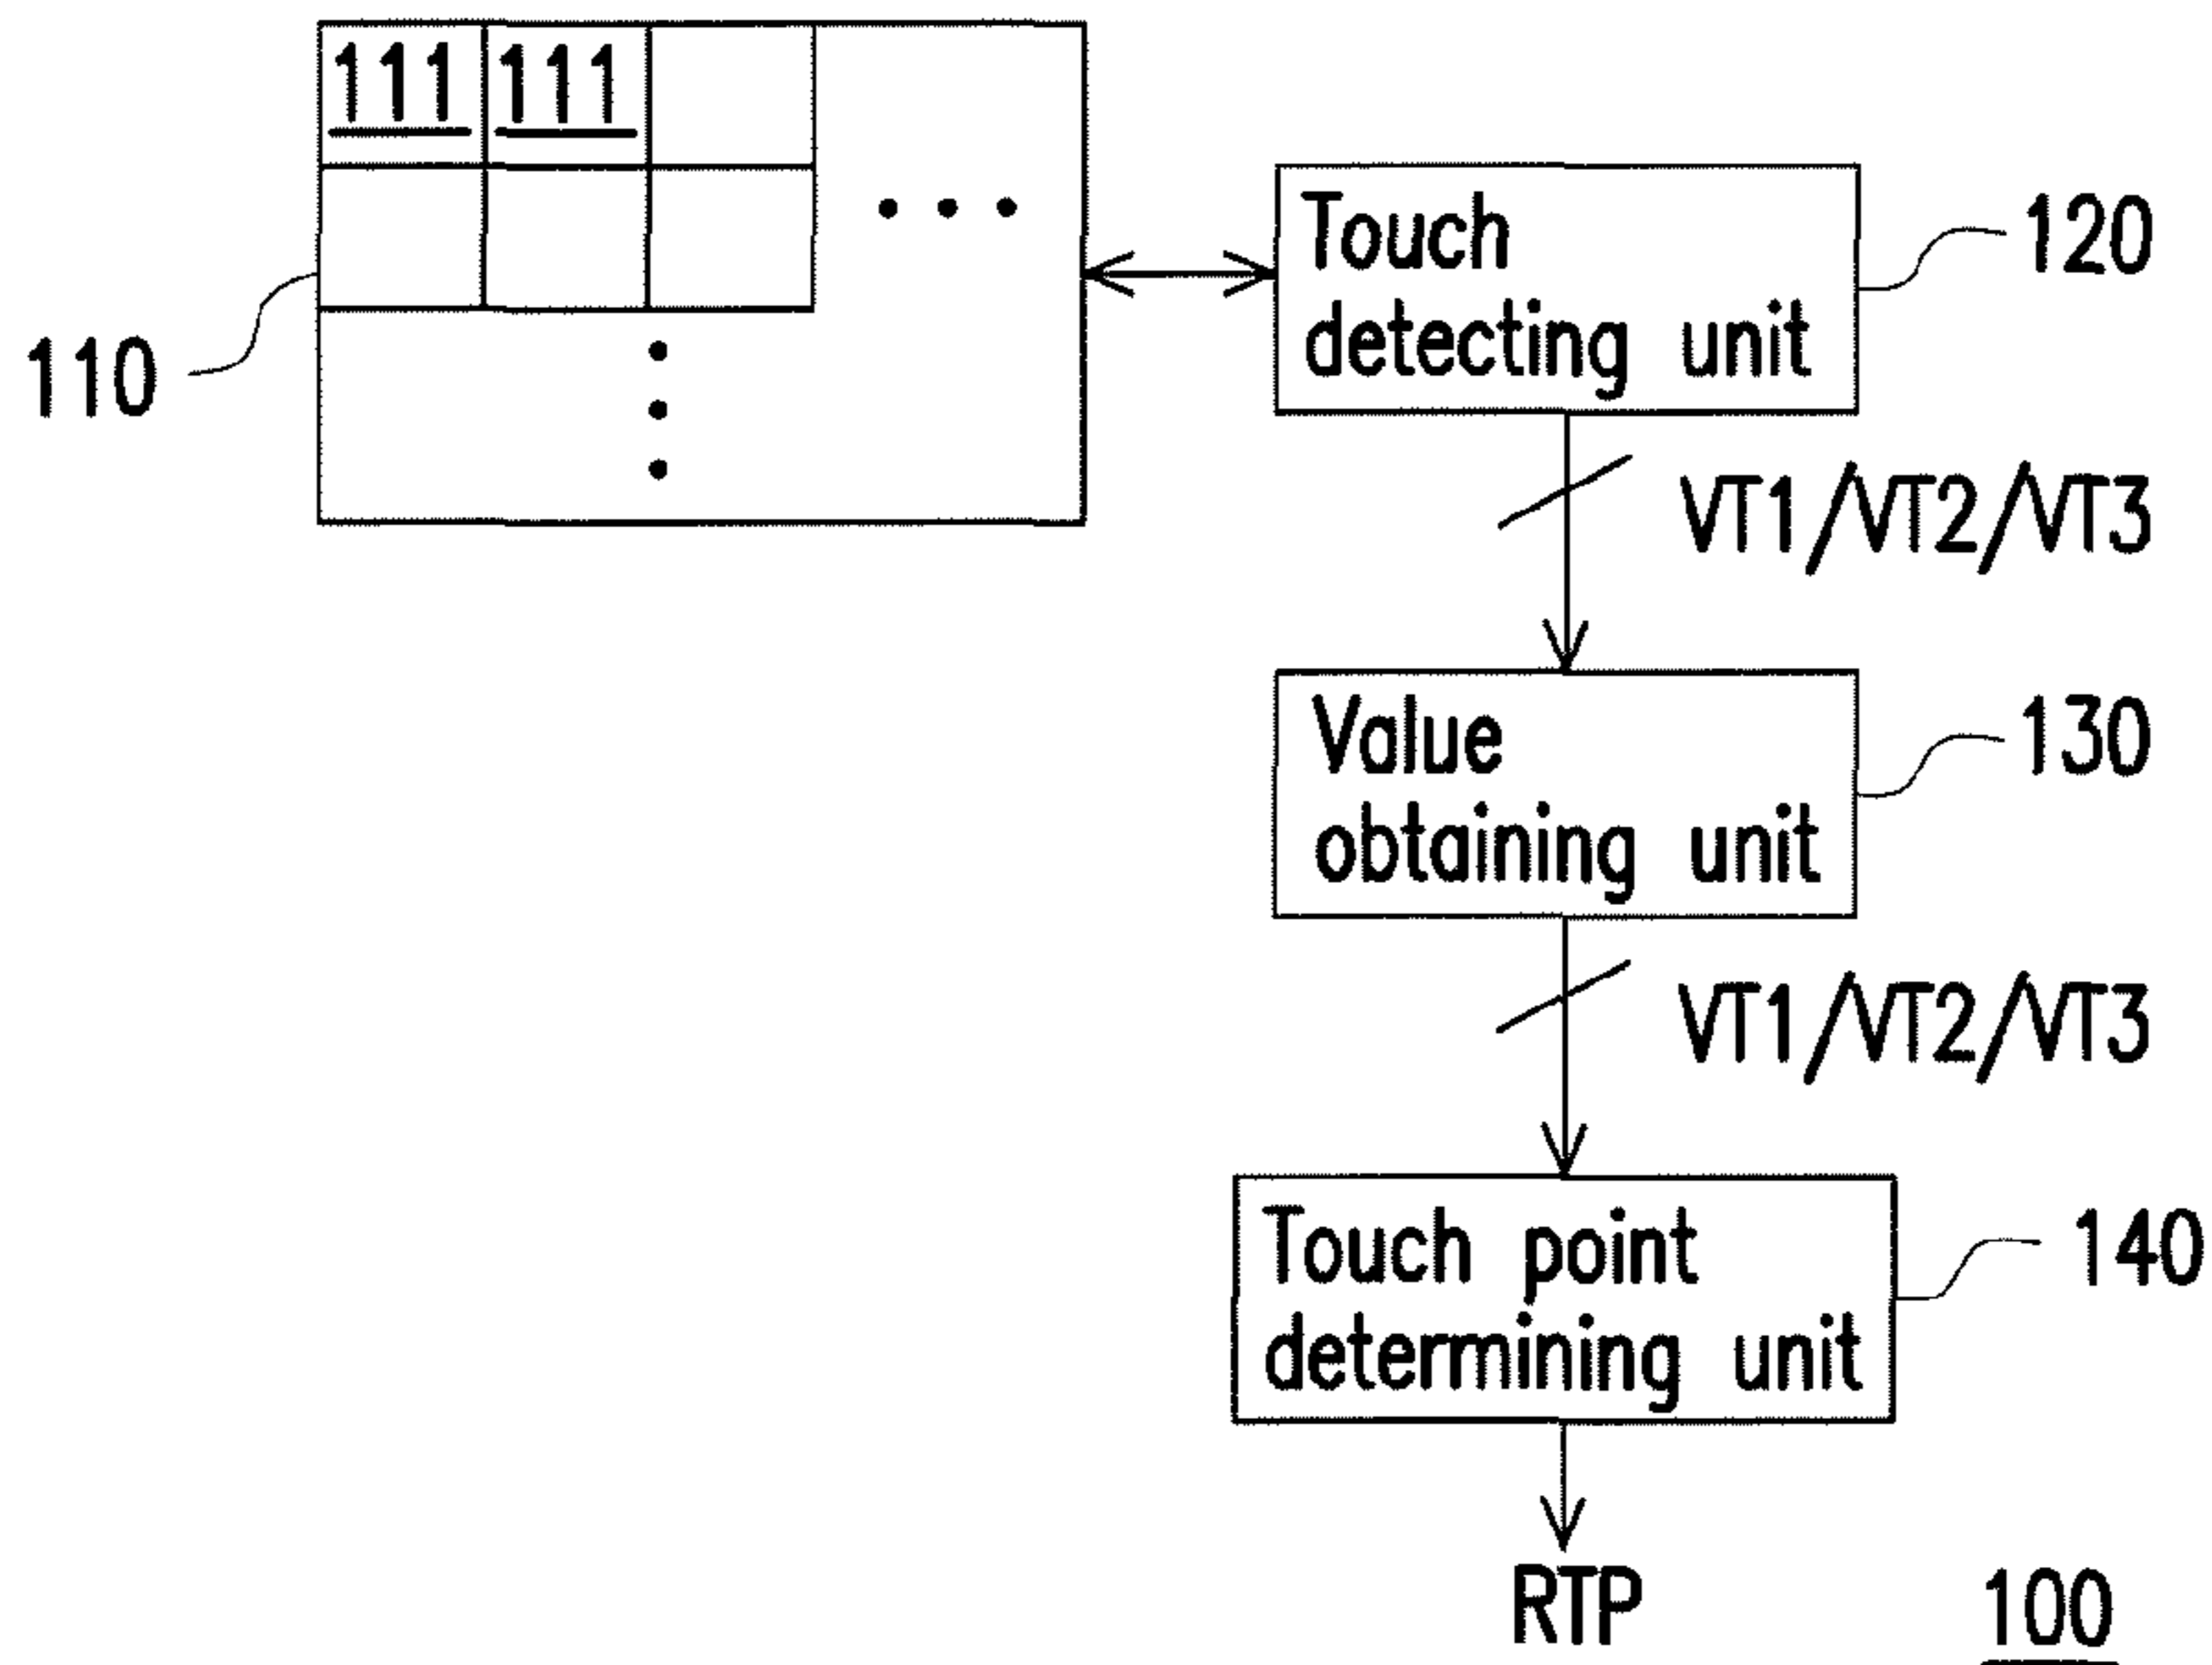 111 111
110
Touch
detecting unit
120
VT1/VT2/VT3
Value
obtaining unit
130
VT1/VT2/VT3
Touch point
determining unit
140
RTP
100